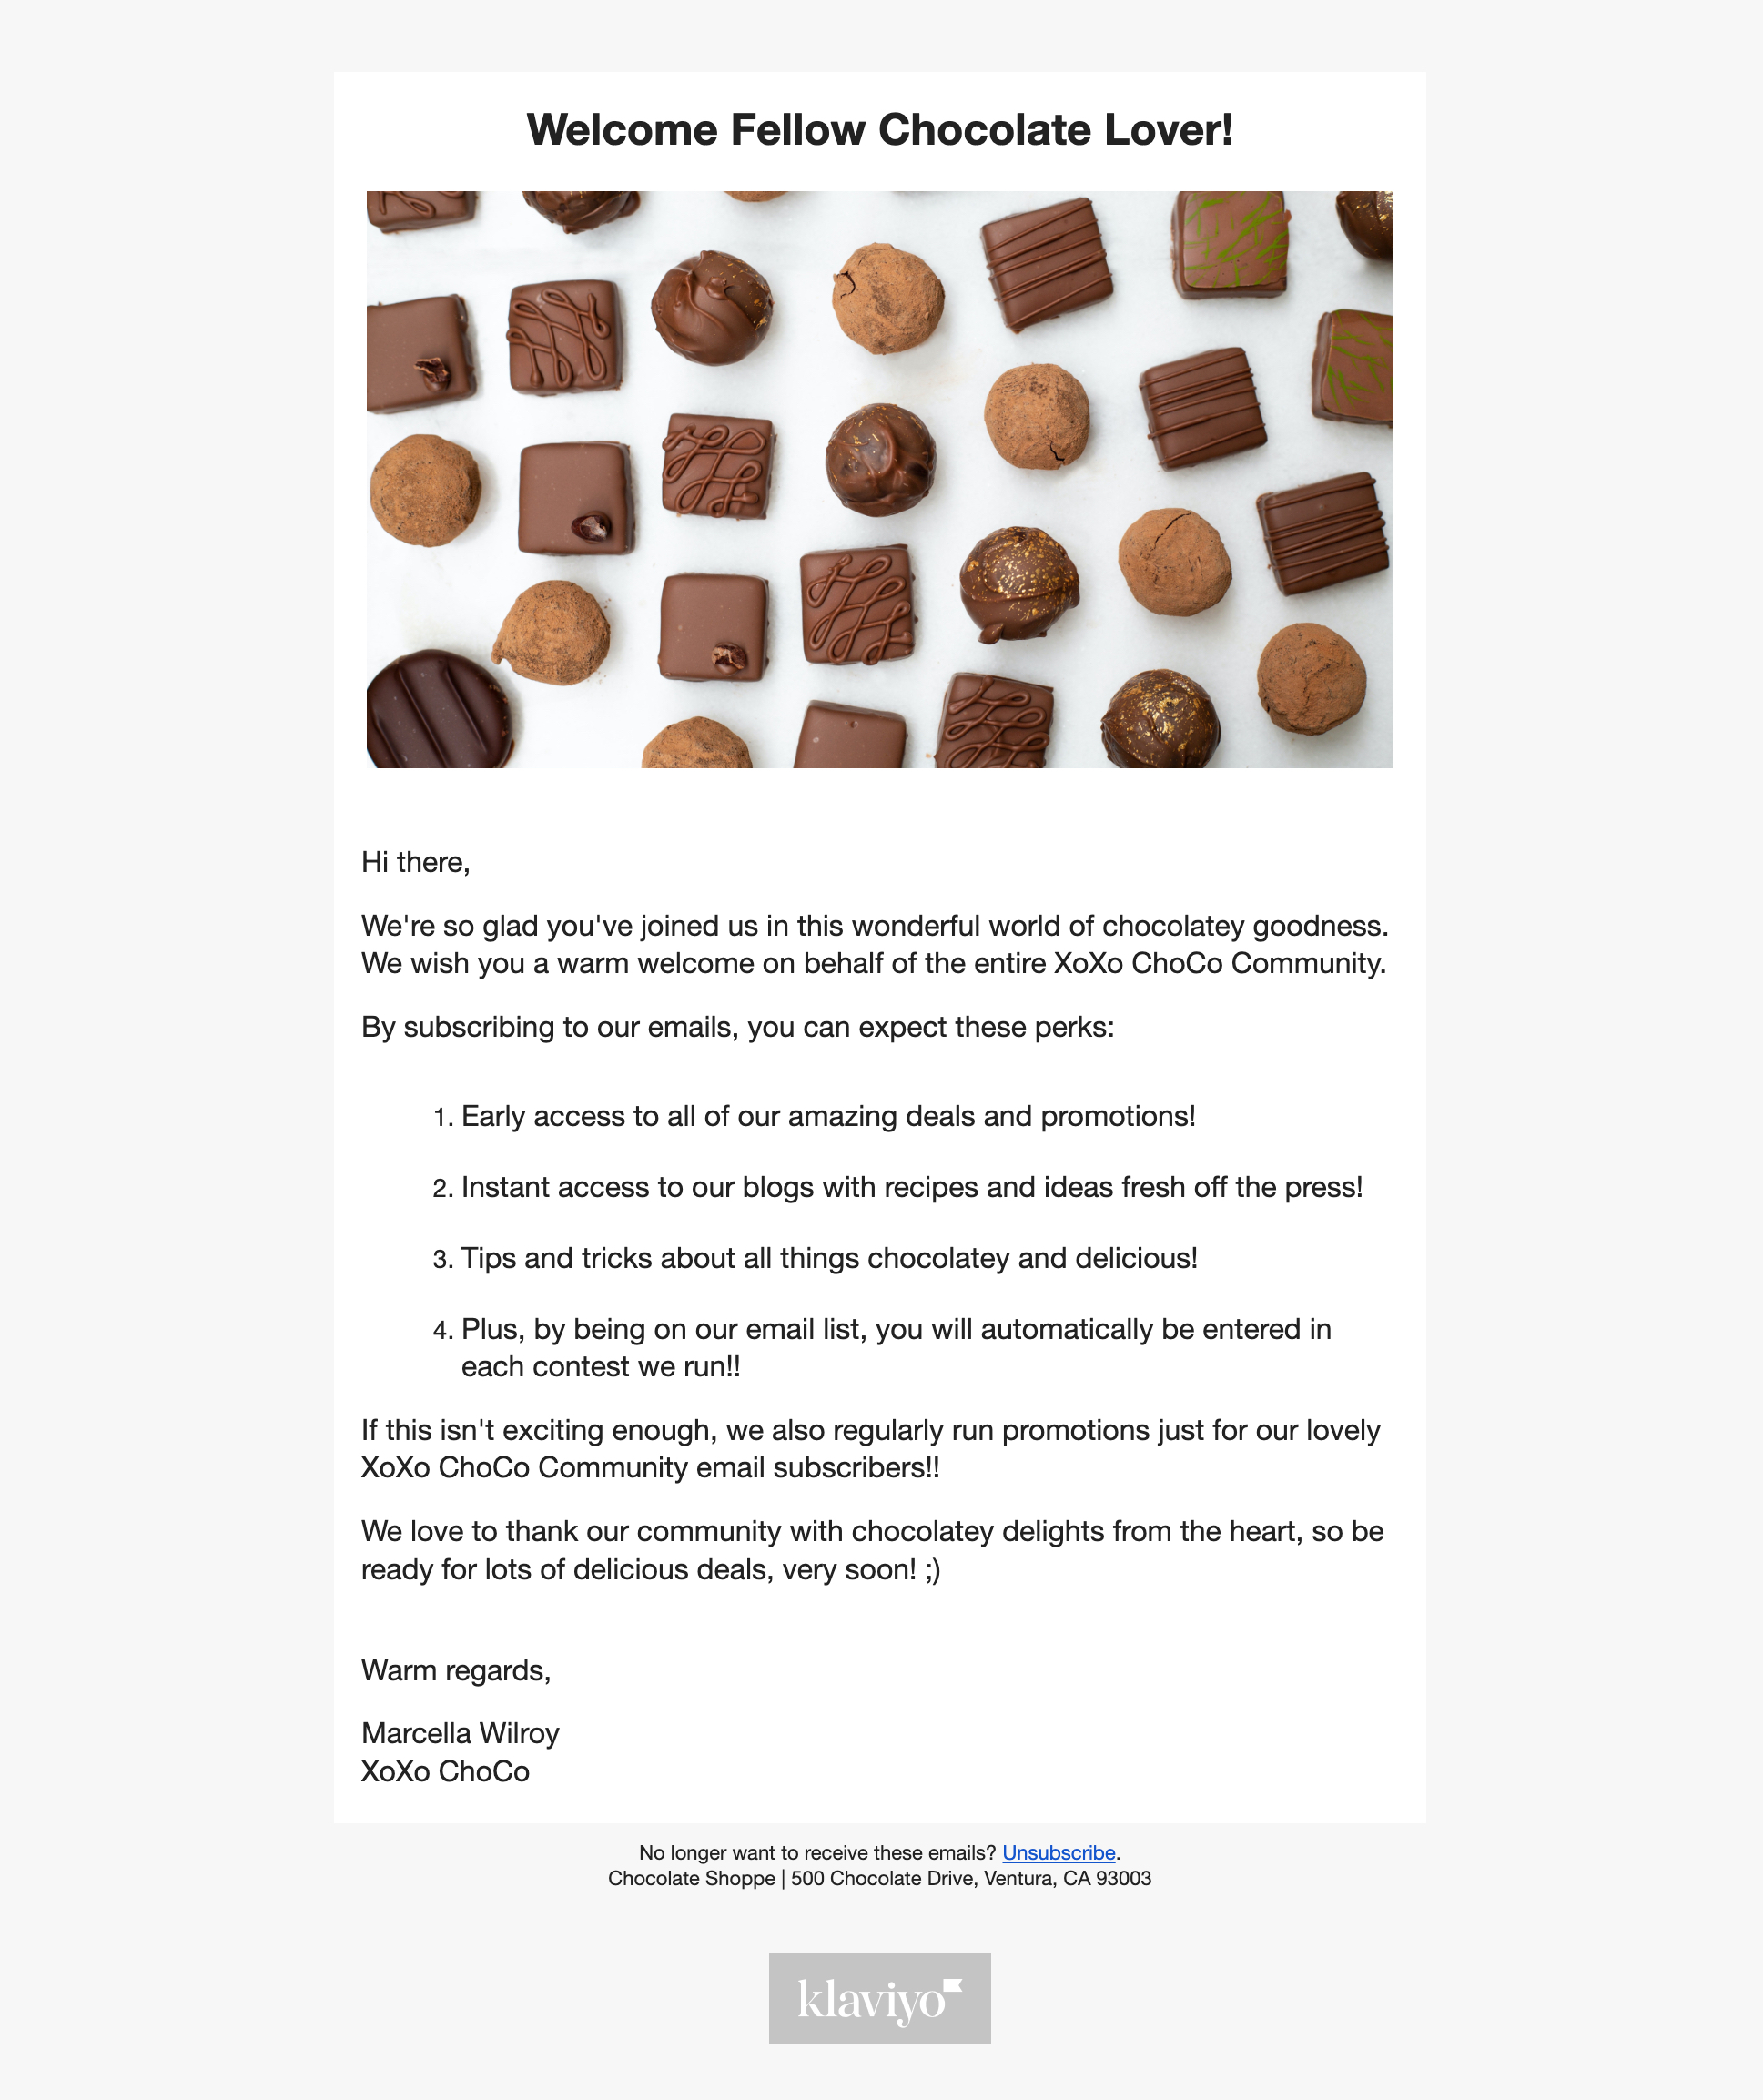 Welcome Fellow Chocolate Lover!
Hi there,
We're so glad you've joined us in this wonderful world of chocolatey goodness.
We wish you a warm welcome on behalf of the entire XoXo ChoCo Community.
By subscribing to our emails, you can expect these perks:
1. Early access to all of our amazing deals and promotions!
2. Instant access to our blogs with recipes and ideas fresh off the press!
3. Tips and tricks about all things chocolatey and delicious!
4. Plus, by being on our email list, you will automatically be entered in
each contest we run!!
If this isn't exciting enough, we also regularly run promotions just for our lovely
XoXo ChoCo Community email subscribers!!
We love to thank our community with chocolatey delights from the heart, so be
ready for lots of delicious deals, very soon! ;)
Warm regards,
Marcella Wilroy
XoXo ChoCo
No longer want to receive these emails? Unsubscribe.
Chocolate Shoppe | 500 Chocolate Drive, Ventura, CA 93003
klaviyo